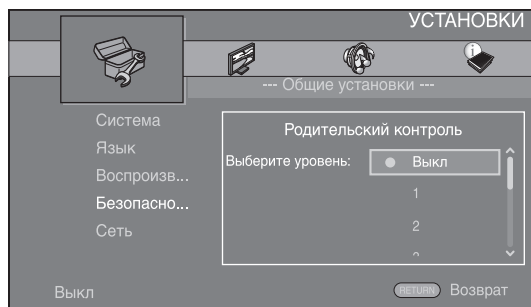 УСТАНОВКИ
--- Общие установки ---
Система
Язык
Воспроизв...
Безопасно...
Сеть
Родительский контроль
Выберите уровень:
Выкл
1
2
Выкл
RETURN Возврат